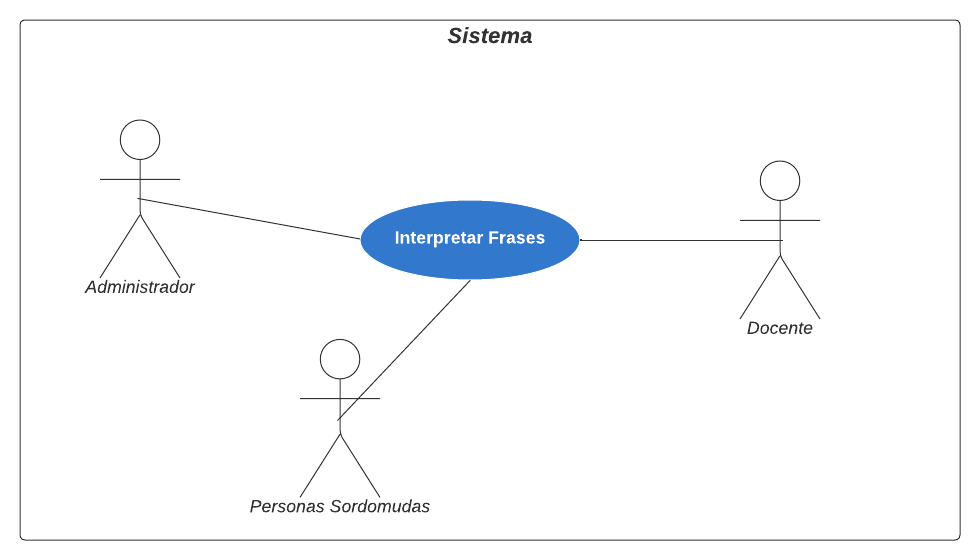 Sistema
Interpretar Frases
Administrador
Docente
Personas Sordomudas